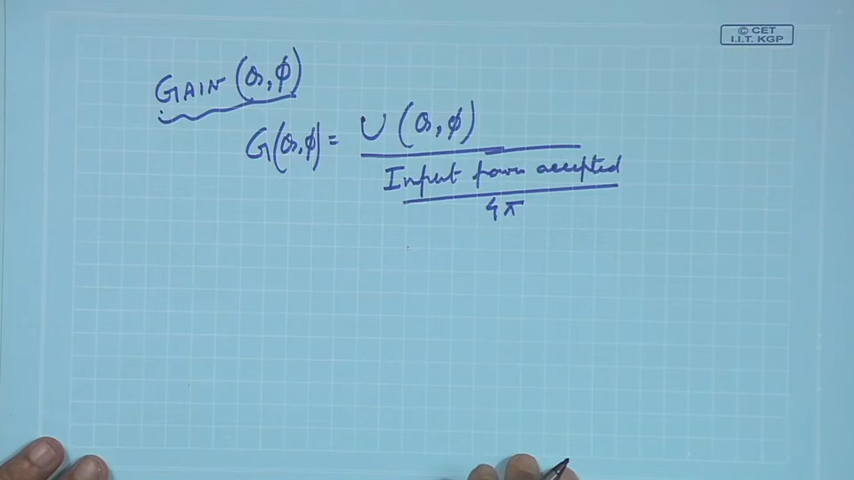 © CET
I.I.T. KGP
GAIN (θ, φ)
G(θ, φ) = U (θ, φ)
Input power accepted
4π